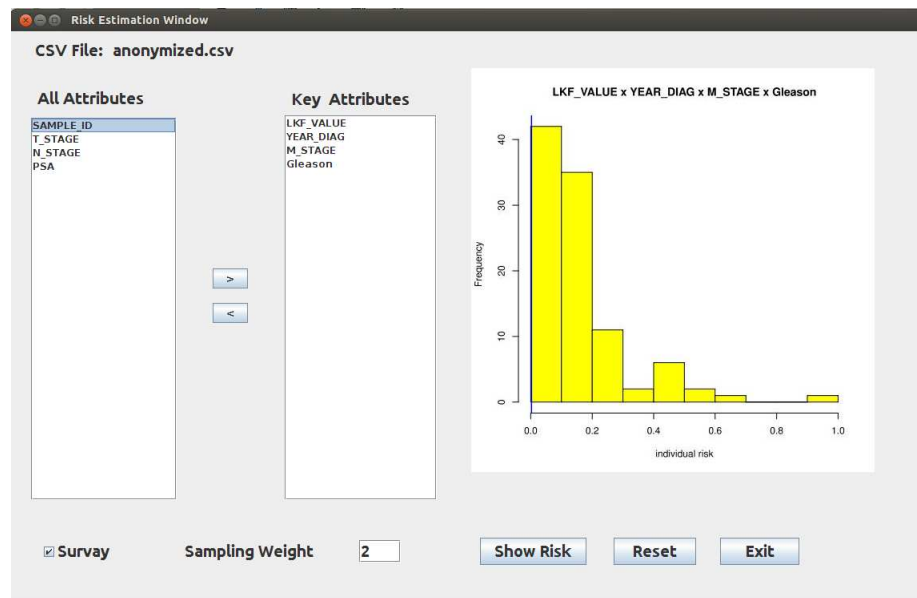 Risk Estimation Window
CSV File: anonymized.csv
All Attributes
SAMPLE_ID
T_STAGE
N_STAGE
PSA
>
<
Key Attributes
LKF_VALUE
YEAR_DIAG
M_STAGE
Gleason
LKF_VALUE x YEAR_DIAG x M_STAGE x Gleason
Frequency
40
30
20
10
0
0.0 0.2 0.4 0.6 0.8 1.0
individual risk
Survay
Sampling Weight 2
Show Risk
Reset
Exit